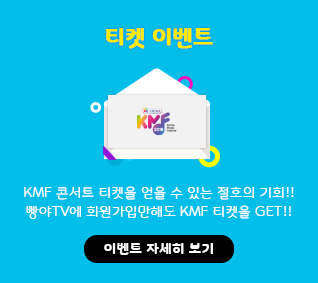 티켓 이벤트
KMF
2018
KMF 콘서트 티켓을 얻을 수 있는 절호의 기회!!
빵야TV에 회원가입만해도 KMF 티켓을 GET!!
이벤트 자세히 보기